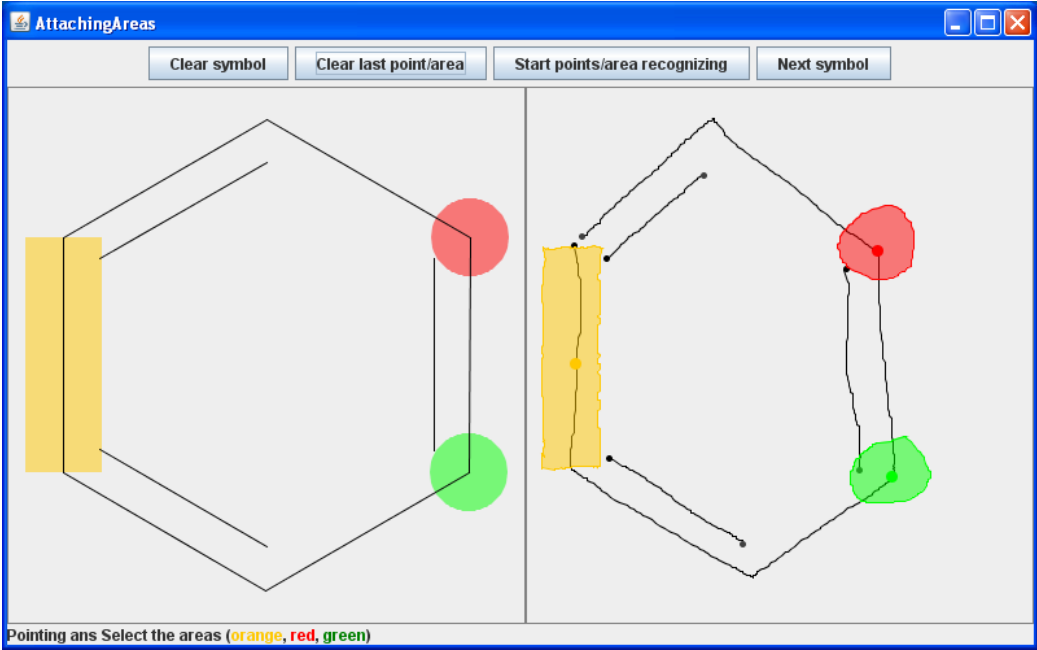 AttachingAreas
Clear symbol Clear last point/area Start points/area recognizing Next symbol
Pointing ans Select the areas (orange, red, green)